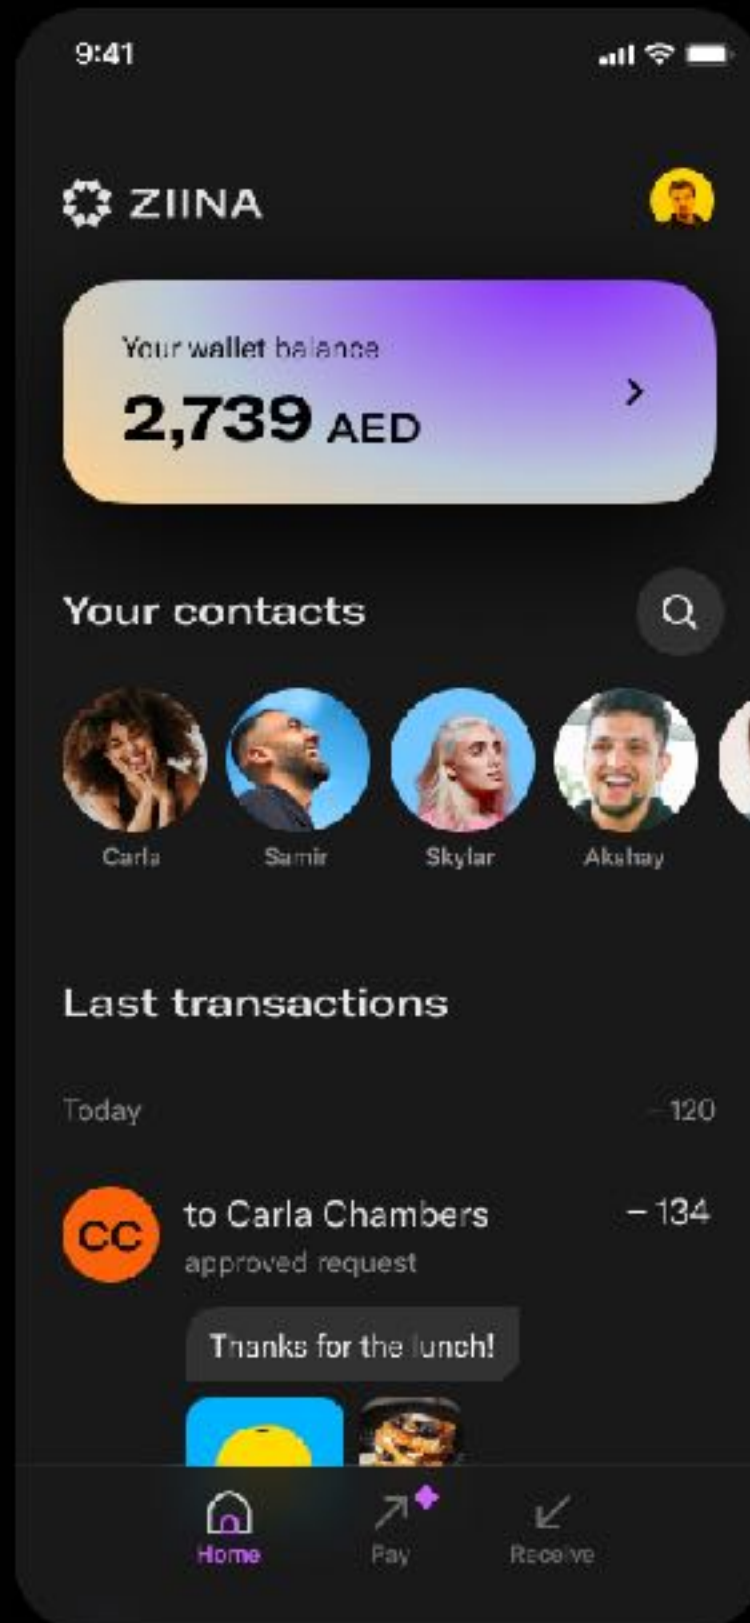 9:41
ZIINA
Your wallet balance
2,739 AED
Your contacts
Carla Samir Skylar Akshay
Last transactions
Today – 120
CC to Carla Chambers – 134
approved request
Thanks for the lunch!
Home Pay Receive